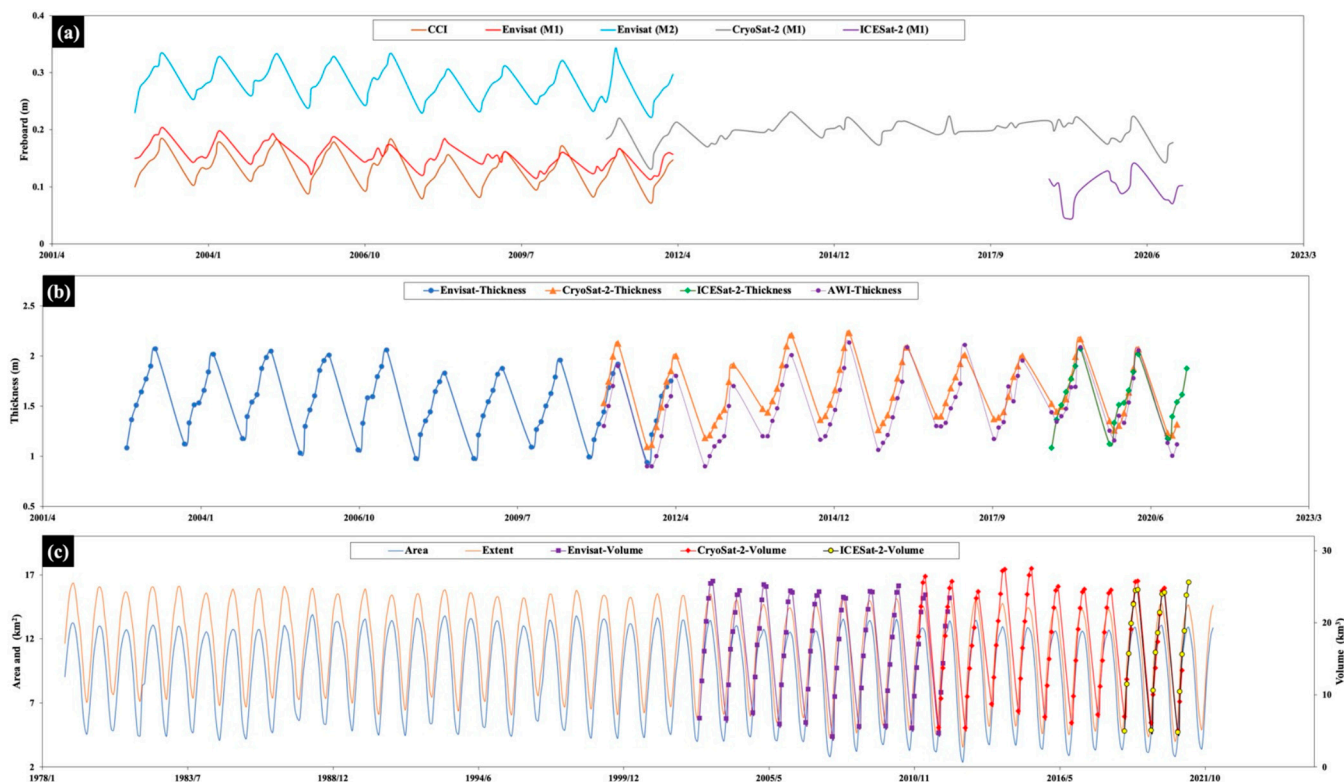 (a)
CCI Envisat (M1) Envisat (M2) CryoSat-2 (M1) ICESat-2 (M1)
0.4
0.3
0.2
0.1
0
Freboard (m)
2001/4 2004/1 2006/10 2009/7 2012/4 2014/12 2017/9 2020/6 2023/3
(b)
Envisat-Thickness CryoSat-2-Thickness ICESat-2-Thickness AWI-Thickness
2.5
2
1.5
1
0.5
Thickness (m)
2001/4 2004/1 2006/10 2009/7 2012/4 2014/12 2017/9 2020/6 2023/3
(c)
Area Extent Envisat-Volume CryoSat-2-Volume ICESat-2-Volume
17
12
7
2
Area and (km²)
30
20
10
0
Volume (km³)
1978/1 1983/7 1988/12 1994/6 1999/12 2005/5 2010/11 2016/5 2021/10